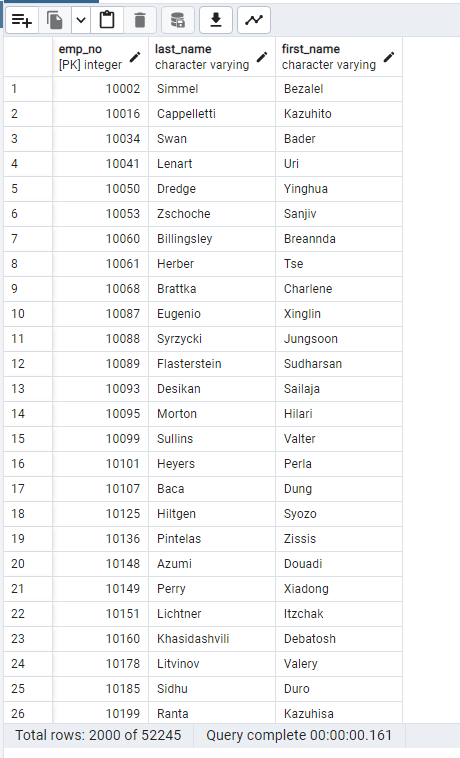 emp_no last_name first_name
[PK] integer character varying character varying
1 10002 Simmel Bezalel
2 10016 Cappelletti Kazuhito
3 10034 Swan Bader
4 10041 Lenart Uri
5 10050 Dredge Yinghua
6 10053 Zschoche Sanjiv
7 10060 Billingsley Breannda
8 10061 Herber Tse
9 10068 Brattka Charlene
10 10087 Eugenio Xinglin
11 10088 Syrzycki Jungsoon
12 10089 Flasterstein Sudharsan
13 10093 Desikan Sailaja
14 10095 Morton Hilari
15 10099 Sullins Valter
16 10101 Heyers Perla
17 10107 Baca Dung
18 10125 Hiltgen Syozo
19 10136 Pintelas Zissis
20 10148 Azumi Douadi
21 10149 Perry Xiadong
22 10151 Lichtner Itzchak
23 10160 Khasidashvili Debatosh
24 10178 Litvinov Valery
25 10185 Sidhu Duro
26 10199 Ranta Kazuhisa
Total rows: 2000 of 52245 Query complete 00:00:00.161